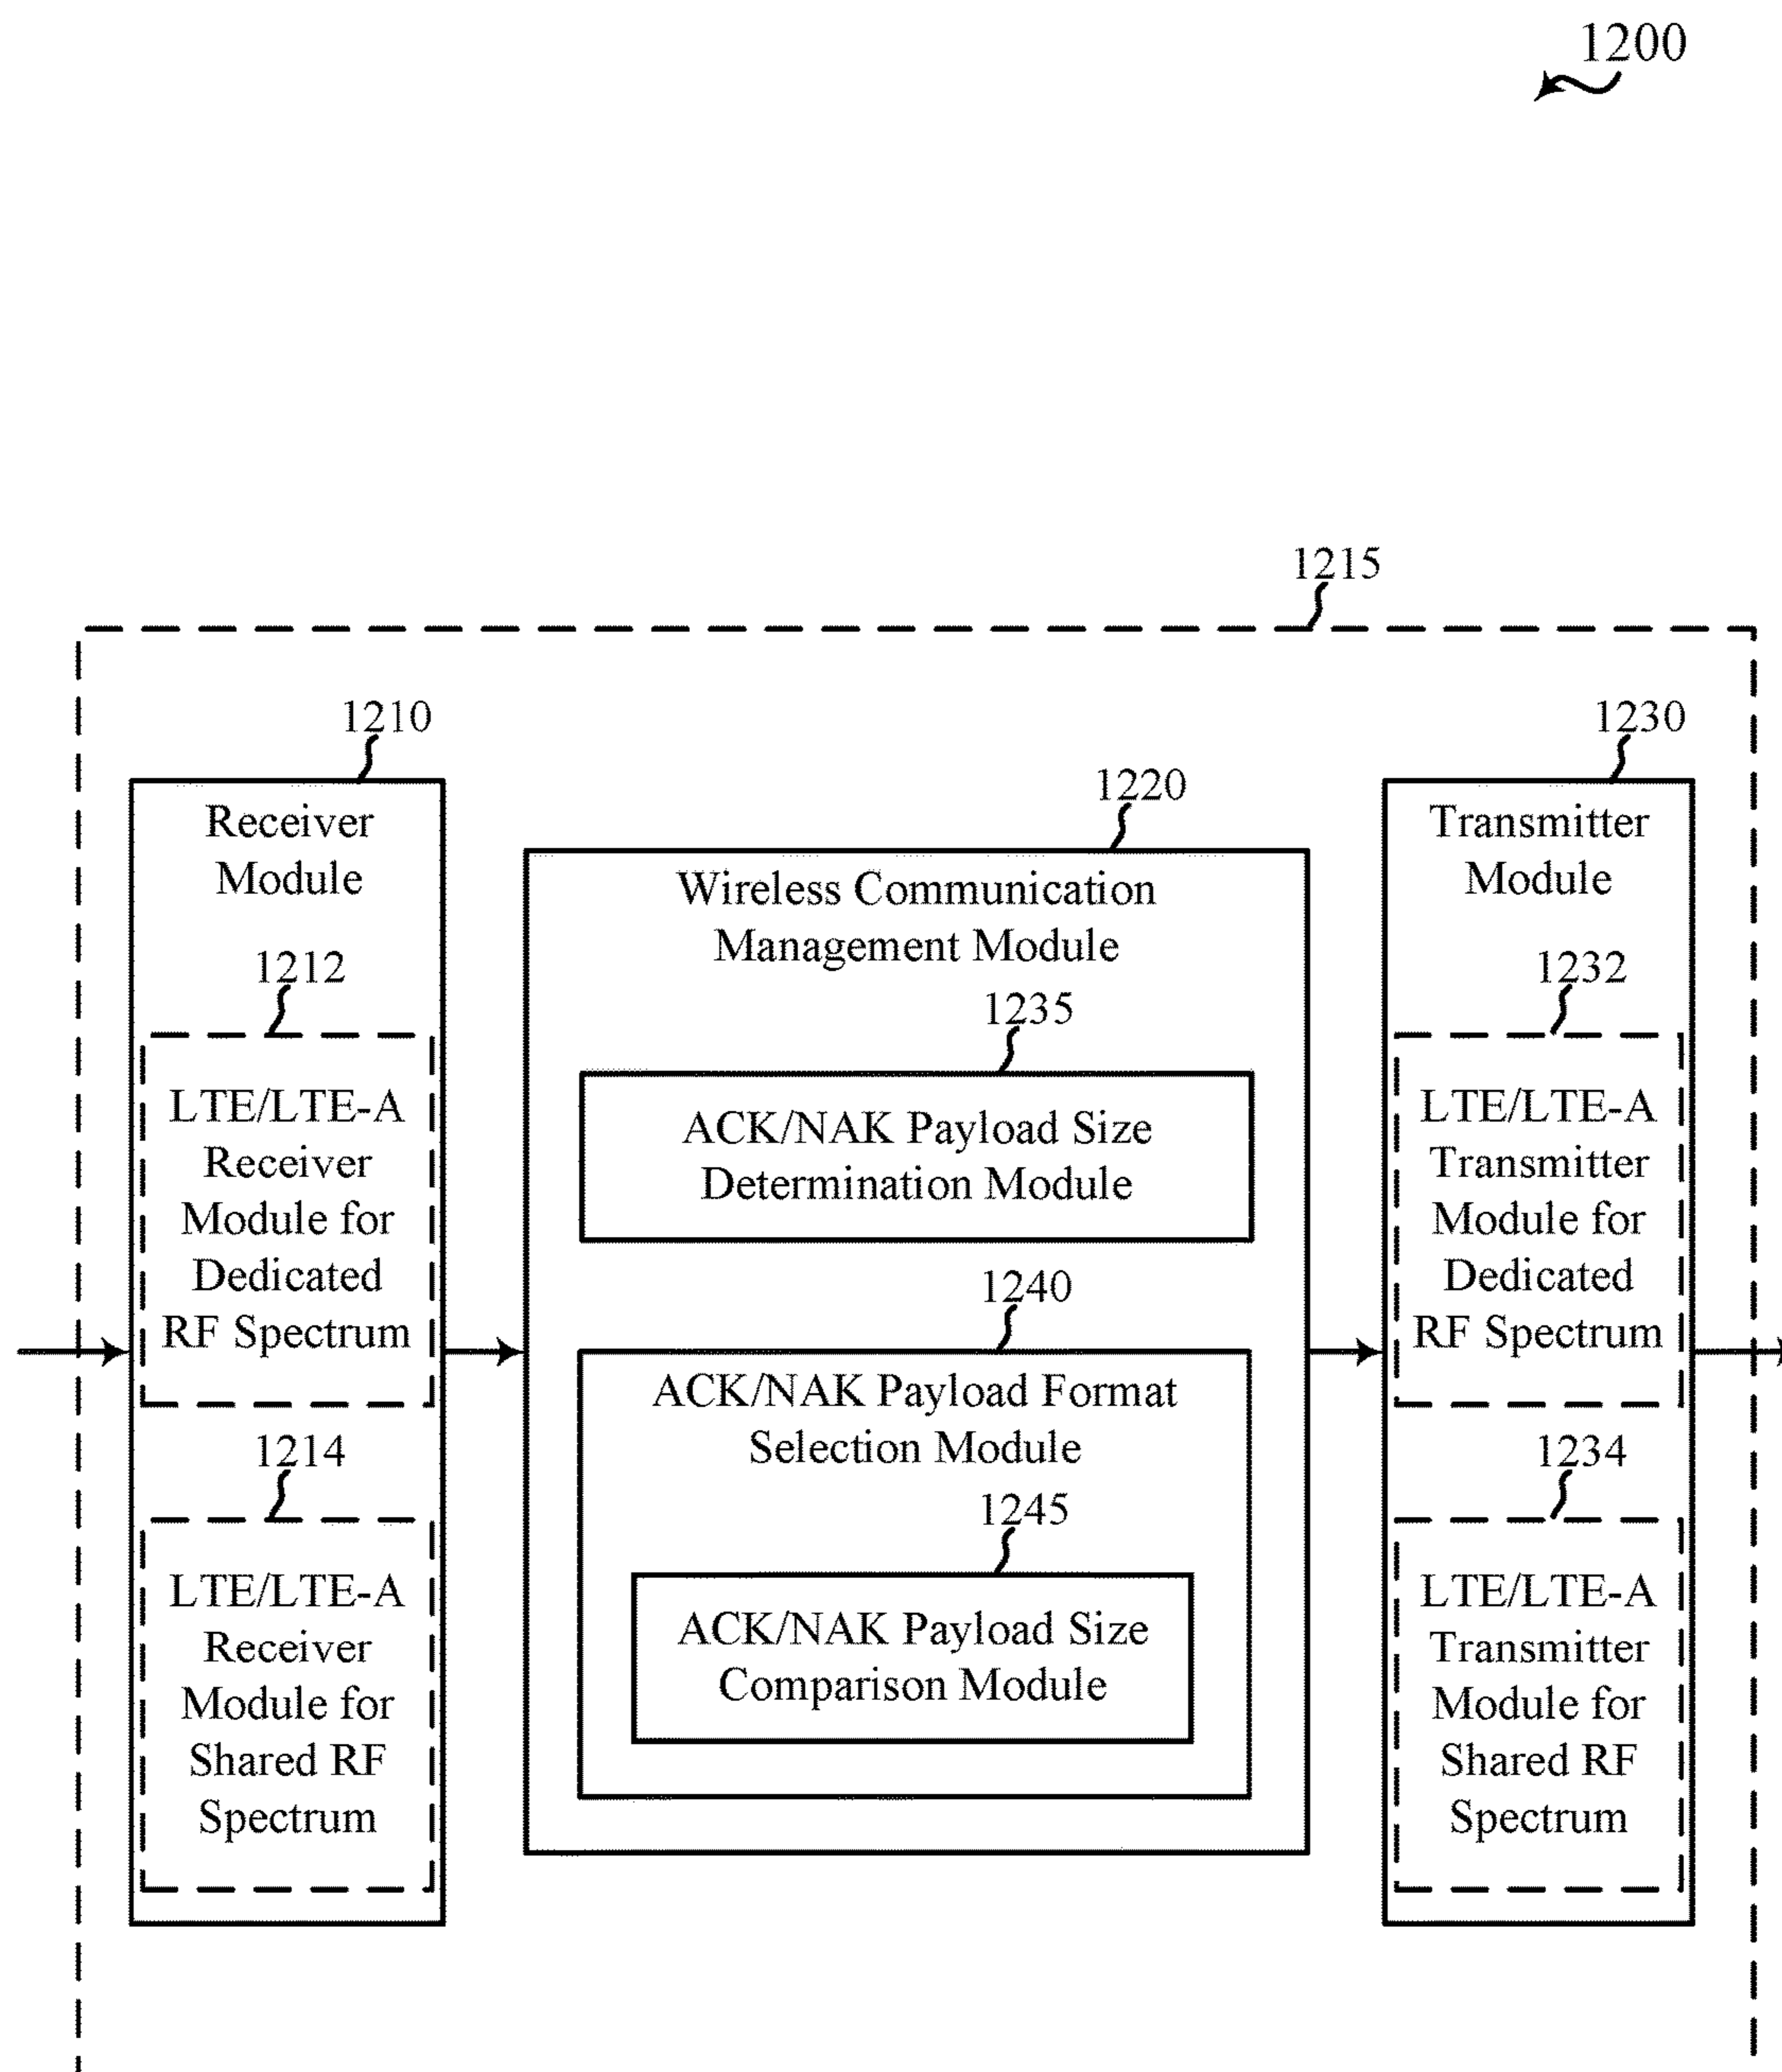 1200
1215
1210
Receiver
Module
1212
LTE/LTE-A
Receiver
Module for
Dedicated
RF Spectrum
1214
LTE/LTE-A
Receiver
Module for
Shared RF
Spectrum
1220
Wireless Communication
Management Module
1235
ACK/NAK Payload Size
Determination Module
1240
ACK/NAK Payload Format
Selection Module
1245
ACK/NAK Payload Size
Comparison Module
1230
Transmitter
Module
1232
LTE/LTE-A
Transmitter
Module for
Dedicated
RF Spectrum
1234
LTE/LTE-A
Transmitter
Module for
Shared RF
Spectrum